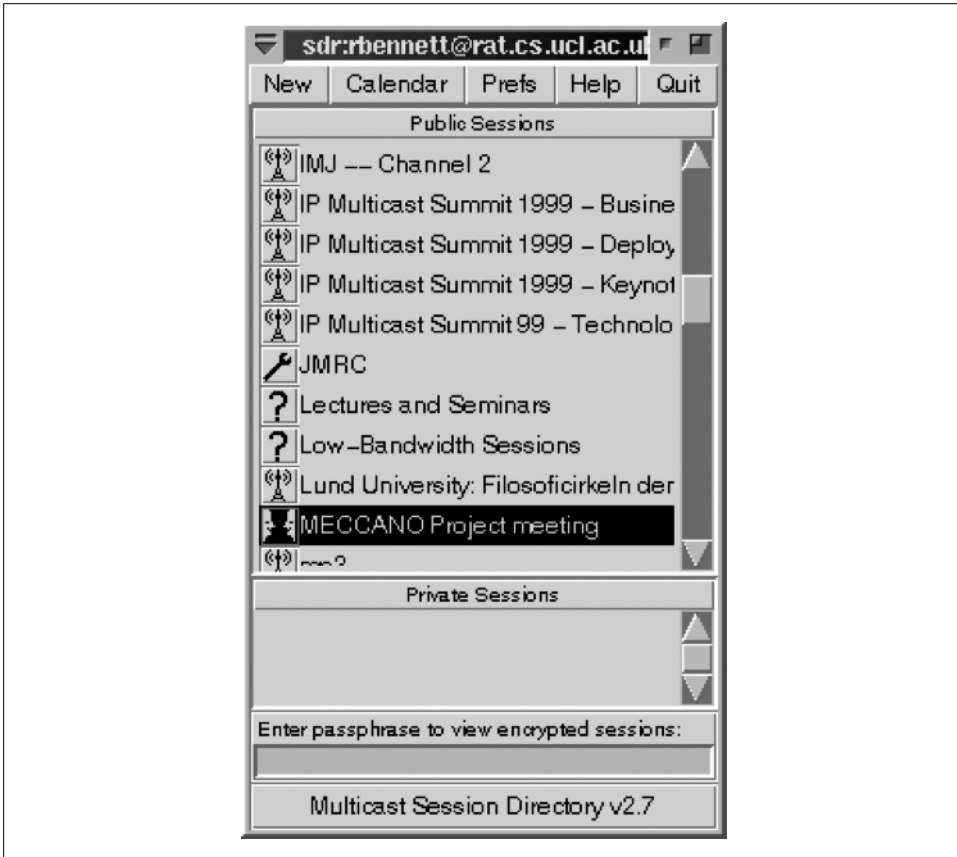 sdr:rbennett@rat.cs.ucl.ac.u
New Calendar Prefs Help Quit
Public Sessions
IMJ -- Channel 2
IP Multicast Summit 1999 - Busine
IP Multicast Summit 1999 - Deploy
IP Multicast Summit 1999 - Keynot
IP Multicast Summit 99 - Technolo
JMRC
? Lectures and Seminars
? Low-Bandwidth Sessions
Lund University: Filosoficirkeln der
MECCANO Project meeting
Private Sessions
Enter passphrase to view encrypted sessions:
Multicast Session Directory v2.7